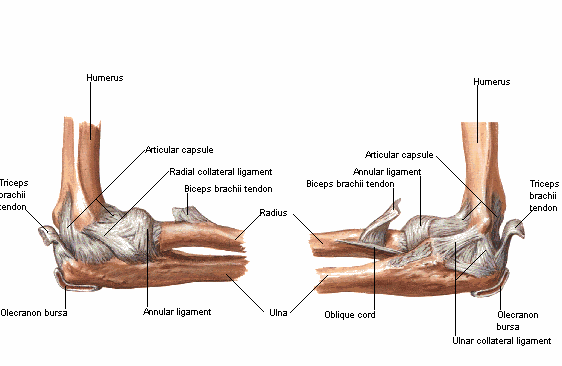 Humerus
Articular capsule
Radial collateral ligament
Biceps brachii tendon
Triceps
brachii
tendon
Radius
Olecranon bursa
Annular ligament
Ulna
Humerus
Articular capsule
Annular ligament
Biceps brachii tendon
Triceps
brachii
tendon
Oblique cord
Olecranon
bursa
Ulnar collateral ligament